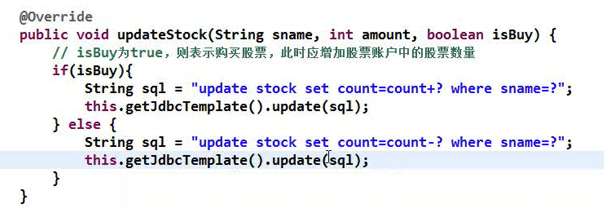 @Override
public void updateStock(String sname, int amount, boolean isBuy) {
    // isBuy为true，则表示购买股票，此时应增加股票账户中的股票数量
    if(isBuy){
        String sql = "update stock set count=count+? where sname=?";
        this.getJdbcTemplate().update(sql);
    } else {
        String sql = "update stock set count=count-? where sname=?";
        this.getJdbcTemplate().update(sql);
    }
}